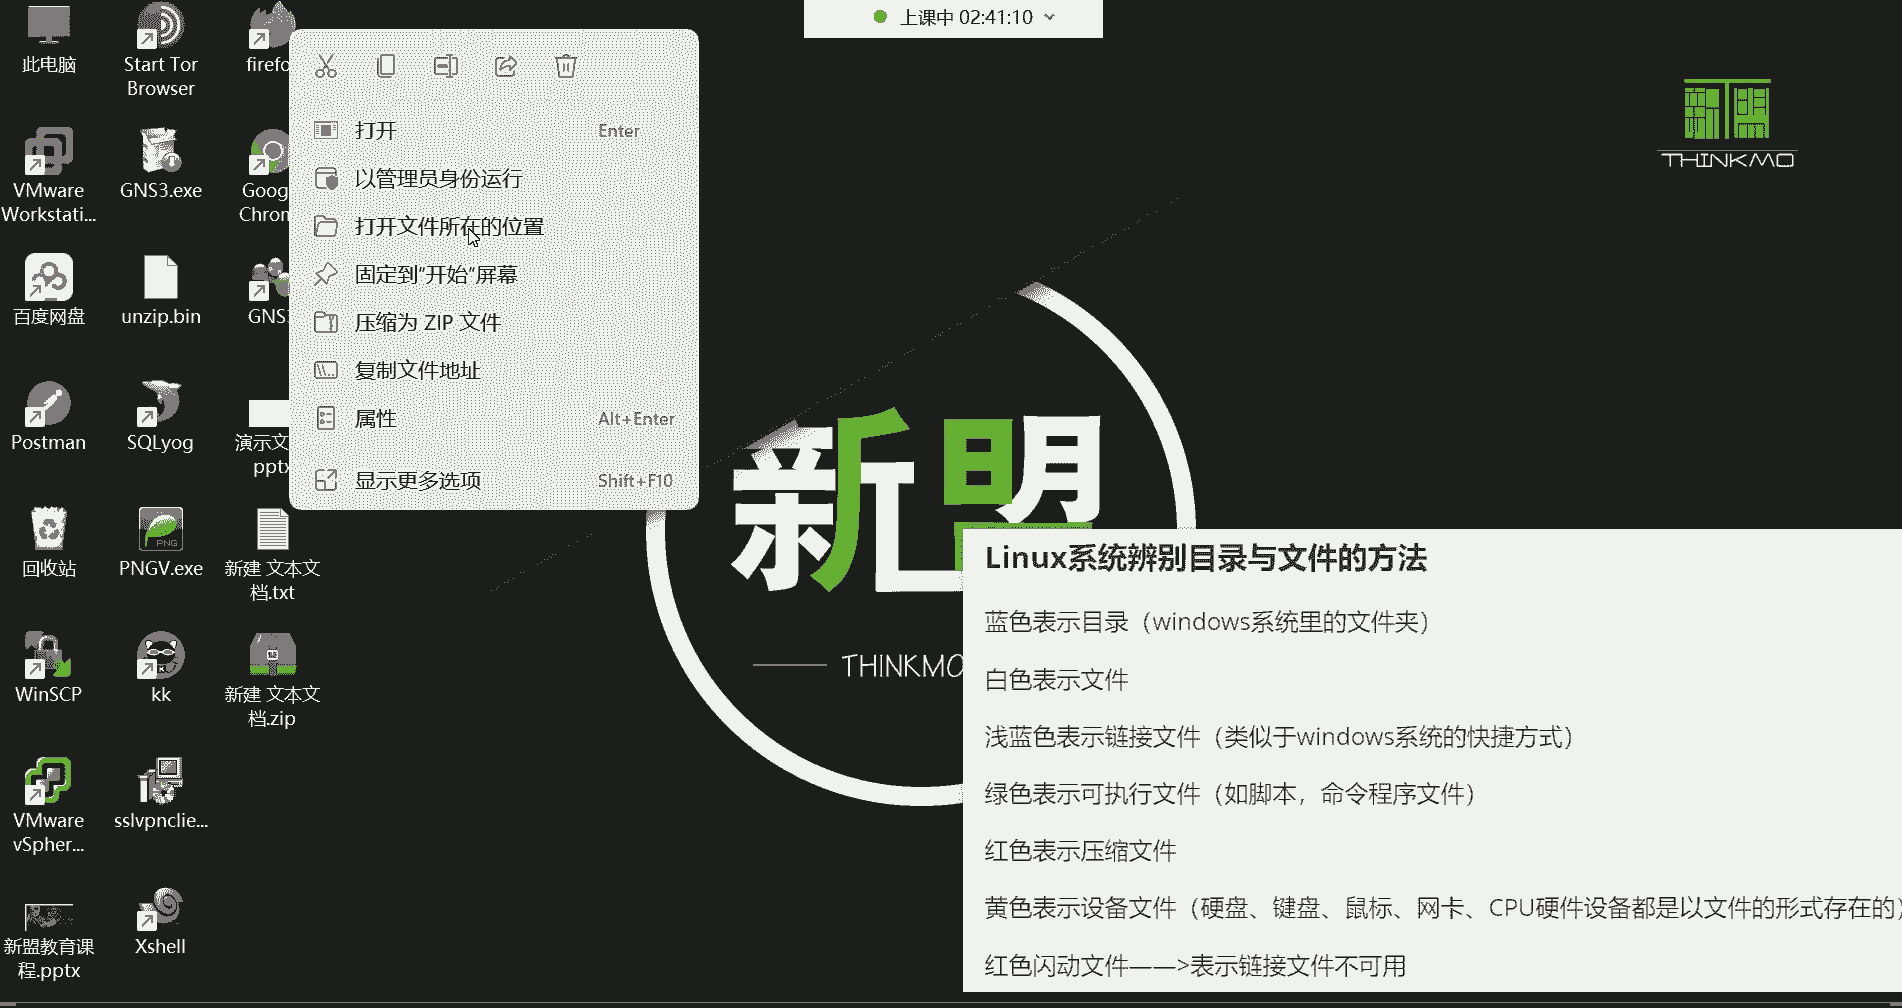 上课中 02:41:10
此电脑
Start Tor
Browser
firefo
VMware
Workstati...
GNS3.exe
Goog
Chrom
百度网盘
unzip.bin
GNS3
Postman
SQLyog
演示文
pptx
回收站
PNGV.exe
PNG
新建 文本文
档.txt
WinSCP
kk
新建 文本文
档.zip
VMware
vSpher...
sslvpnclie...
新盟教育课
程.pptx
Xshell
打开 Enter
以管理员身份运行
打开文件所在的位置
固定到"开始"屏幕
压缩为 ZIP 文件
复制文件地址
属性 Alt+Enter
显示更多选项 Shift+F10
THINKMO
新盟
THINKMO
Linux系统辨别目录与文件的方法
蓝色表示目录（windows系统里的文件夹）
白色表示文件
浅蓝色表示链接文件（类似于windows系统的快捷方式）
绿色表示可执行文件（如脚本，命令程序文件）
红色表示压缩文件
黄色表示设备文件（硬盘、键盘、鼠标、网卡、CPU硬件设备都是以文件的形式存在的）
红色闪动文件——>表示链接文件不可用